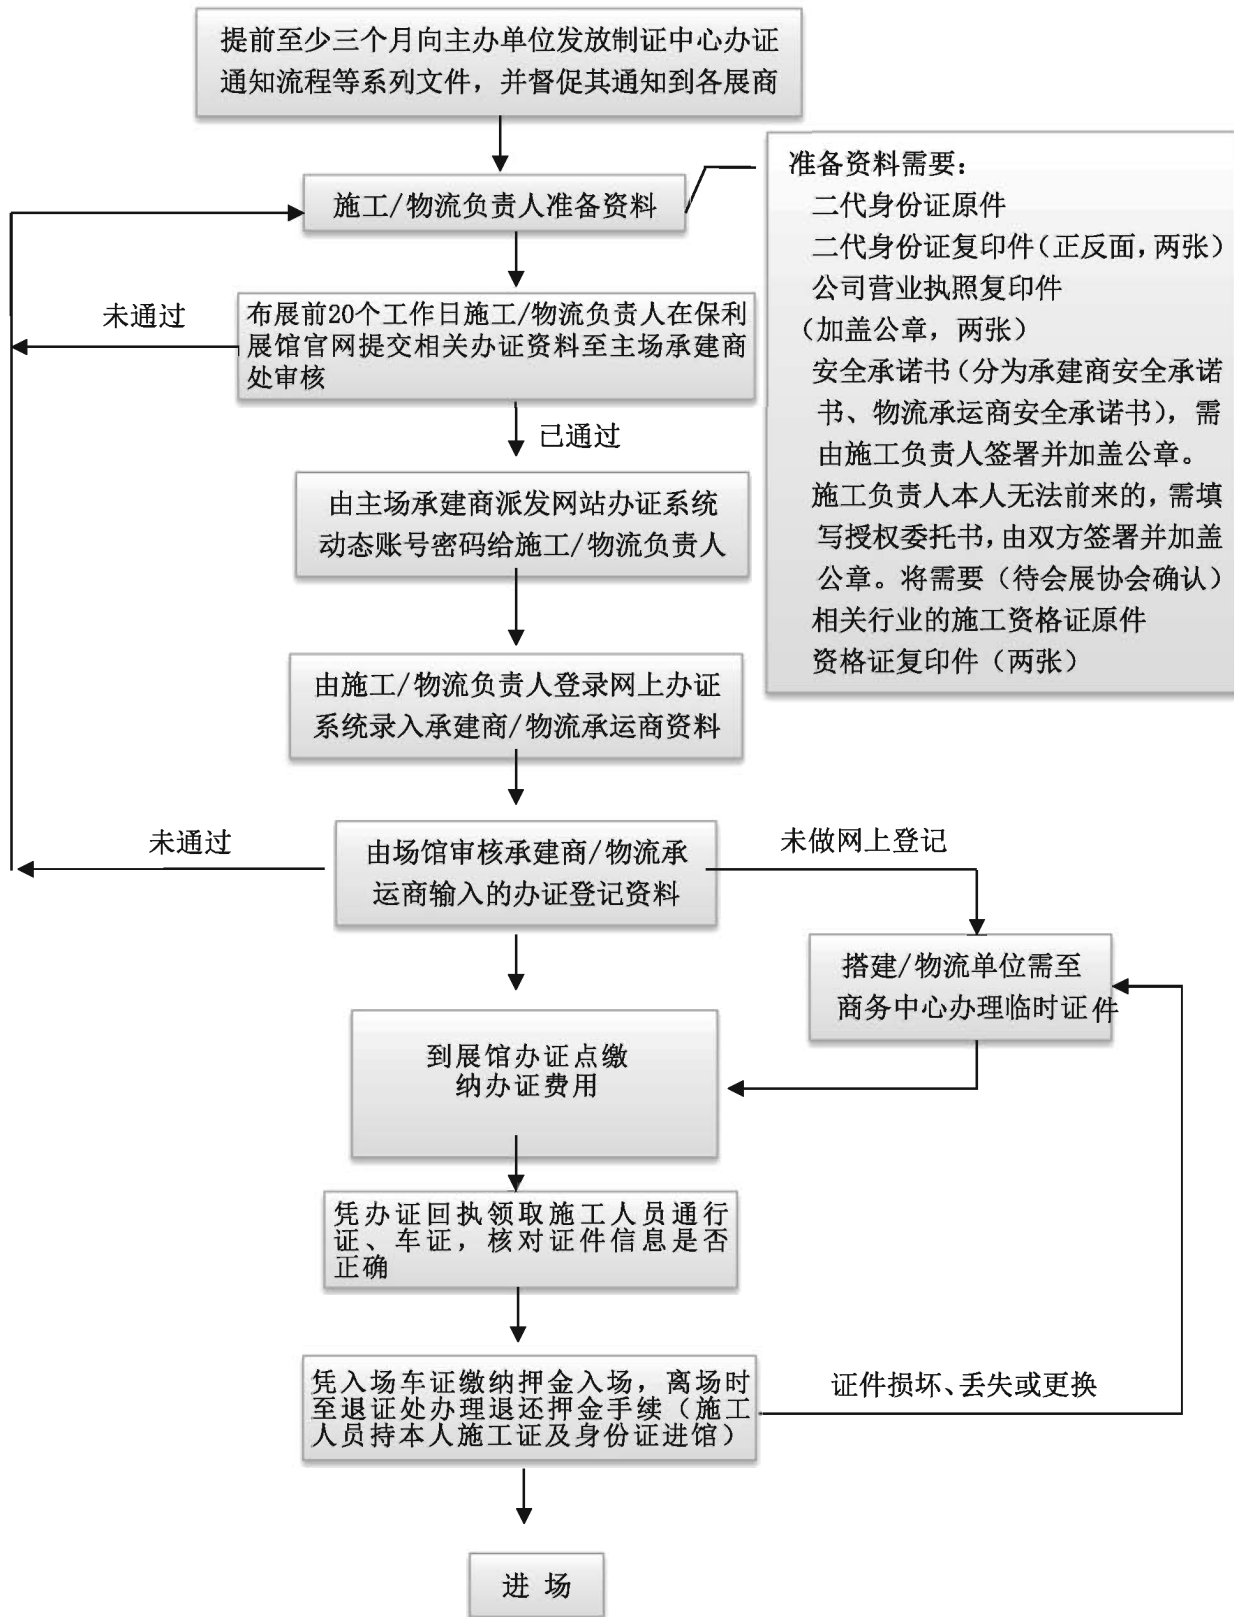 提前至少三个月向主办单位发放制证中心办证
通知流程等系列文件，并督促其通知到各展商
施工/物流负责人准备资料
准备资料需要：
二代身份证原件
二代身份证复印件（正反面，两张）
公司营业执照复印件
（加盖公章，两张）
安全承诺书（分为承建商安全承诺
书、物流承运商安全承诺书），需
由施工负责人签署并加盖公章。
施工负责人本人无法前来的，需填
写授权委托书，由双方签署并加盖
公章。将需要（待会展协会确认）
相关行业的施工资格证原件
资格证复印件（两张）
未通过
布展前20个工作日施工/物流负责人在保利
展馆官网提交相关办证资料至主场承建商
处审核
已通过
由主场承建商派发网站办证系统
动态账号密码给施工/物流负责人
由施工/物流负责人登录网上办证
系统录入承建商/物流承运商资料
未通过
由场馆审核承建商/物流承
运商输入的办证登记资料
未做网上登记
搭建/物流单位需至
商务中心办理临时证件
到展馆办证点缴
纳办证费用
凭办证回执领取施工人员通行
证、车证，核对证件信息是否
正确
凭入场车证缴纳押金入场，离场时
至退证处办理退还押金手续（施工
人员持本人施工证及身份证进馆）
证件损坏、丢失或更换
进 场